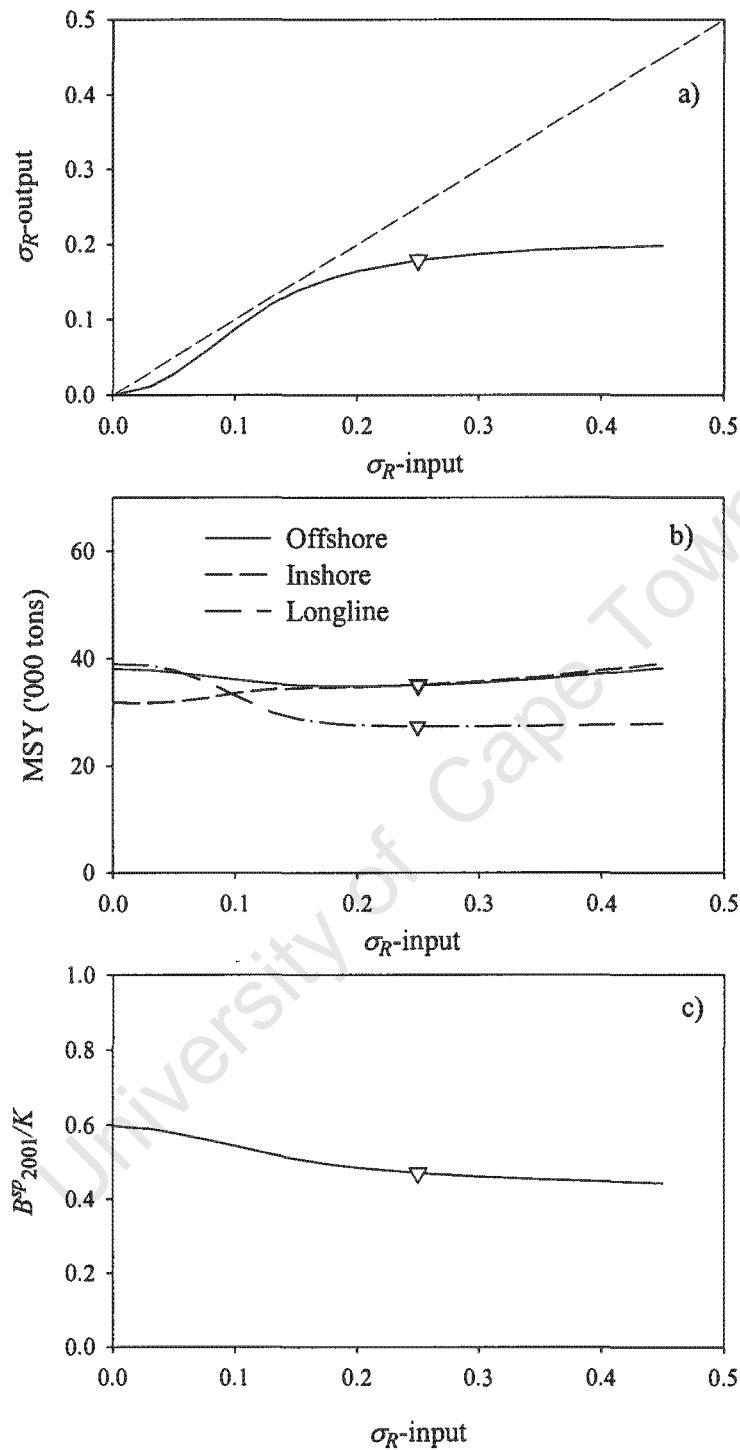 0.5
a)
0.4
0.3
σR-output
0.2
0.1
0.0
0.0 0.1 0.2 0.3 0.4 0.5
σR-input
b)
Offshore
60
Inshore
Longline
MSY ('000 tons)
40
20
0
0.0 0.1 0.2 0.3 0.4 0.5
σR-input
1.0
c)
0.8
0.6
B^sp_2001/K
0.4
0.2
0.0
0.0 0.1 0.2 0.3 0.4 0.5
σR-input
University of Cape Town